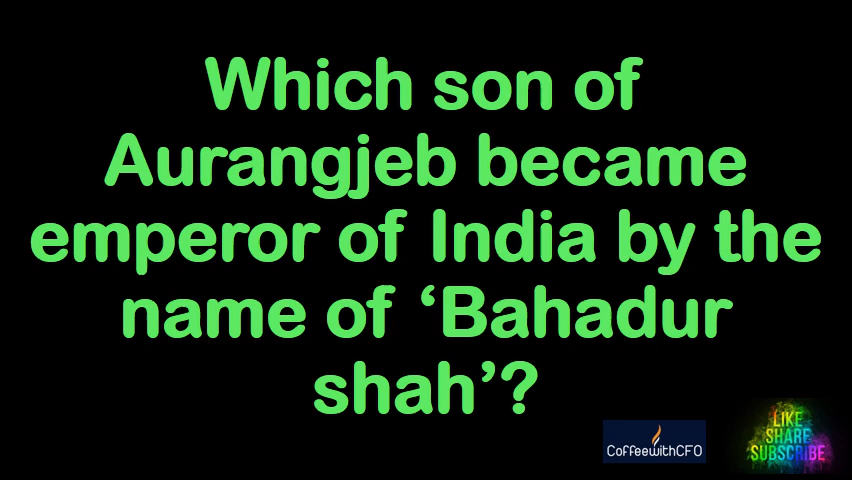 Which son of
Aurangjeb became
emperor of India by the
name of ‘Bahadur
shah’?
CoffeewithCFO
LIKE
SHARE
SUBSCRIBE